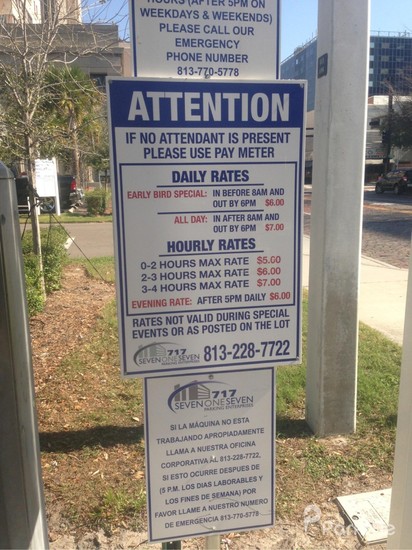 HOURS (AFTER 5PM ON
WEEKDAYS & WEEKENDS)
PLEASE CALL OUR
EMERGENCY
PHONE NUMBER
813-770-5778
ATTENTION
IF NO ATTENDANT IS PRESENT
PLEASE USE PAY METER
DAILY RATES
EARLY BIRD SPECIAL: IN BEFORE 8AM AND
OUT BY 6PM $6.00
ALL DAY: IN AFTER 8AM AND
OUT BY 6PM $7.00
HOURLY RATES
0-2 HOURS MAX RATE $5.00
2-3 HOURS MAX RATE $6.00
3-4 HOURS MAX RATE $7.00
EVENING RATE: AFTER 5PM DAILY $6.00
RATES NOT VALID DURING SPECIAL
EVENTS OR AS POSTED ON THE LOT
717
SEVENONESEVEN
PARKING ENTERPRISES
813-228-7722
717
SEVENONESEVEN
PARKING ENTERPRISES
SI LA MÁQUINA NO ESTA
TRABAJANDO APROPIADAMENTE
LLAMA A NUESTRA OFICINA
CORPORATIVA AL 813-228-7722,
SI ESTO OCURRE DESPUES DE
(5 P.M. LOS DIAS LABORABLES Y
LOS FINES DE SEMANA) POR
FAVOR LLAME A NUESTRO NUMERO
DE EMERGENCIA 813-770-5778